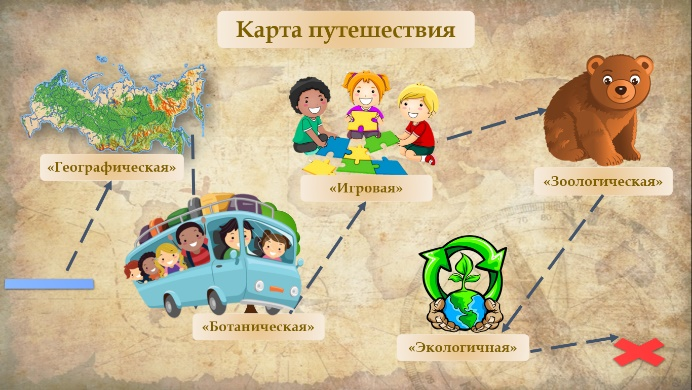 Карта путешествия
«Географическая»
«Игровая»
«Зоологическая»
«Ботаническая»
«Экологичная»